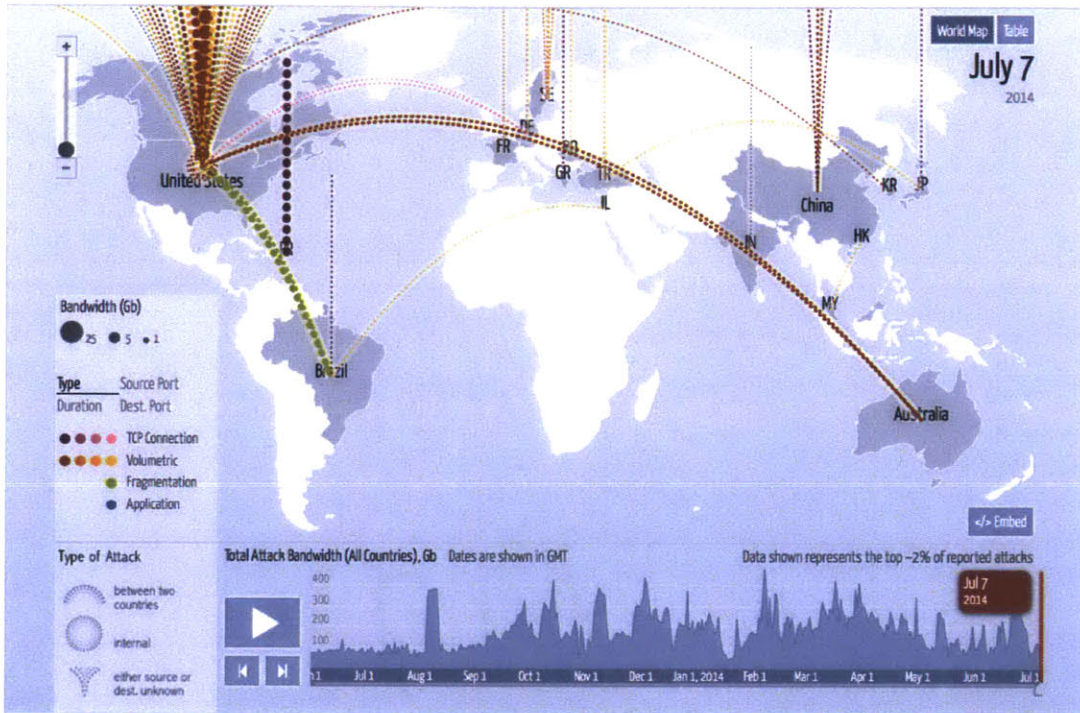 World Map Table
July 7
2014
+
−
SE
DE
FR
RO
GR
TR
IL
United States
China
KR
JP
HK
IN
MY
Brazil
Australia
Bandwidth (Gb)
25 5 1
Type Source Port
Duration Dest. Port
TCP Connection
Volumetric
Fragmentation
Application
</> Embed
Type of Attack
between two
countries
internal
either source or
dest. unknown
Total Attack Bandwidth (All Countries), Gb Dates are shown in GMT
Data shown represents the top ~2% of reported attacks
400
300
200
100
Jul 7
2014
Jul 1 Aug 1 Sep 1 Oct 1 Nov 1 Dec 1 Jan 1, 2014 Feb 1 Mar 1 Apr 1 May 1 Jun 1 Jul 1